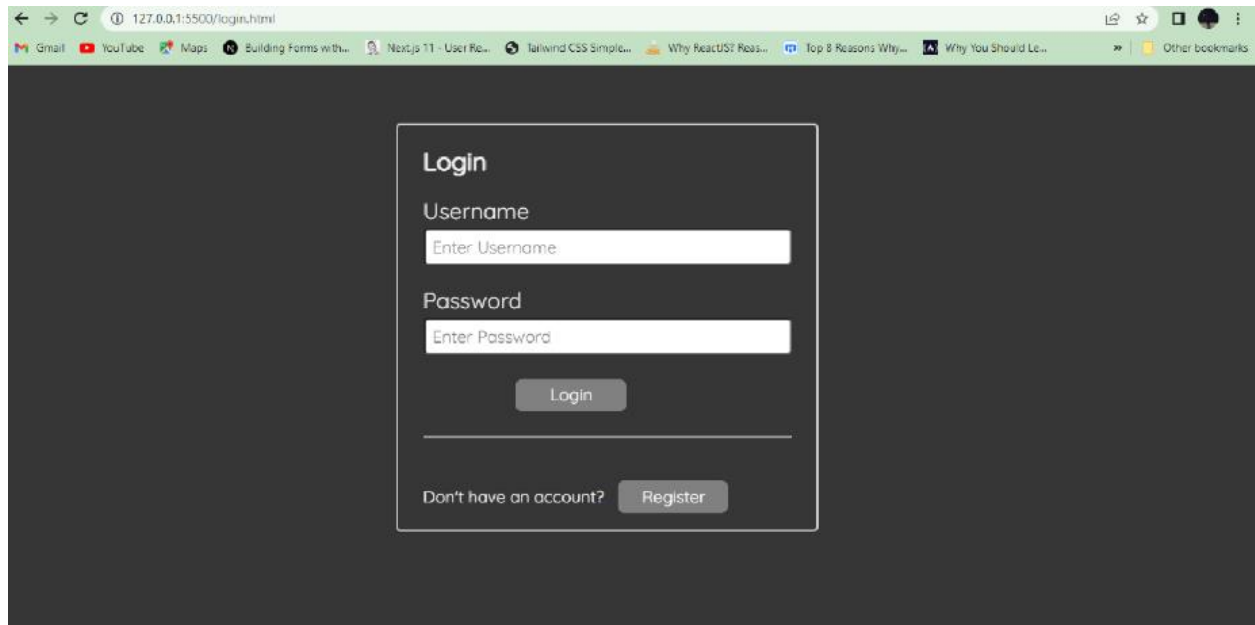 127.0.0.1:5500/login.html
Gmail YouTube Maps Building Forms with... Next.js 11 - User Re... Tailwind CSS Simple... Why ReactJS? Reas... Top 8 Reasons Why... Why You Should Le... » Other bookmarks
Login
Username
Enter Username
Password
Enter Password
Login
Don't have an account? Register